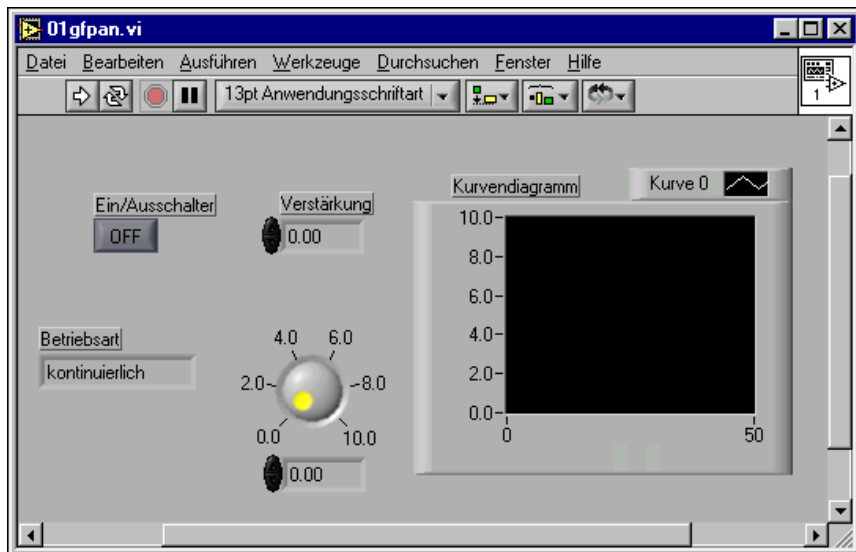 01gfpan.vi
Datei Bearbeiten Ausführen Werkzeuge Durchsuchen Fenster Hilfe
13pt Anwendungsschriftart
1
Ein/Ausschalter
OFF
Verstärkung
0.00
Kurvendiagramm
Kurve 0
10.0
8.0
6.0
4.0
2.0
0.0
0
50
Betriebsart
kontinuierlich
4.0 6.0
2.0 8.0
0.0 10.0
0.00